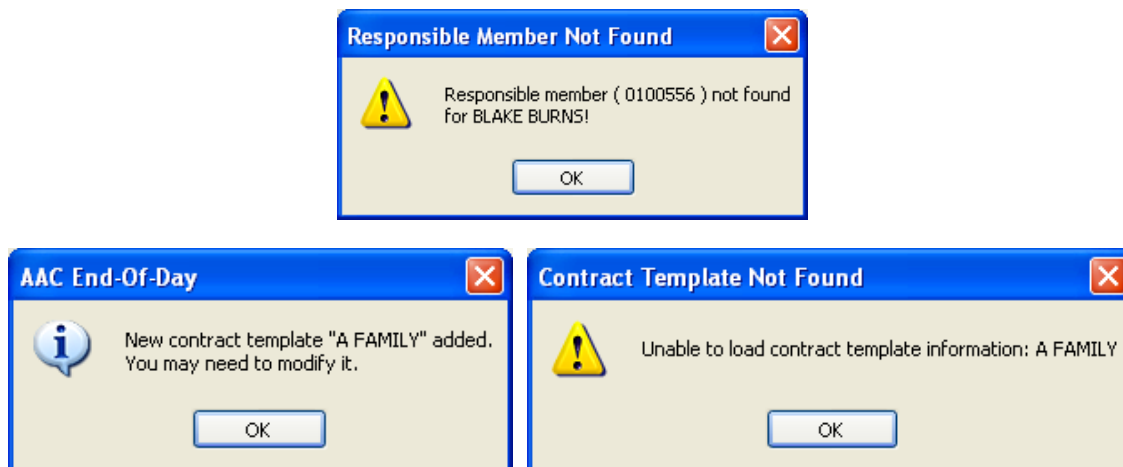 Responsible Member Not Found
Responsible member ( 0100556 ) not found
for BLAKE BURNS!
OK
AAC End-Of-Day
New contract template "A FAMILY" added.
You may need to modify it.
OK
Contract Template Not Found
Unable to load contract template information: A FAMILY
OK